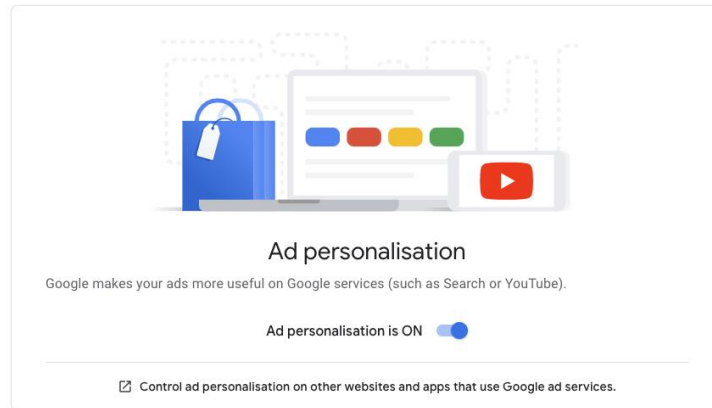 Ad personalisation
Google makes your ads more useful on Google services (such as Search or YouTube).
Ad personalisation is ON
Control ad personalisation on other websites and apps that use Google ad services.